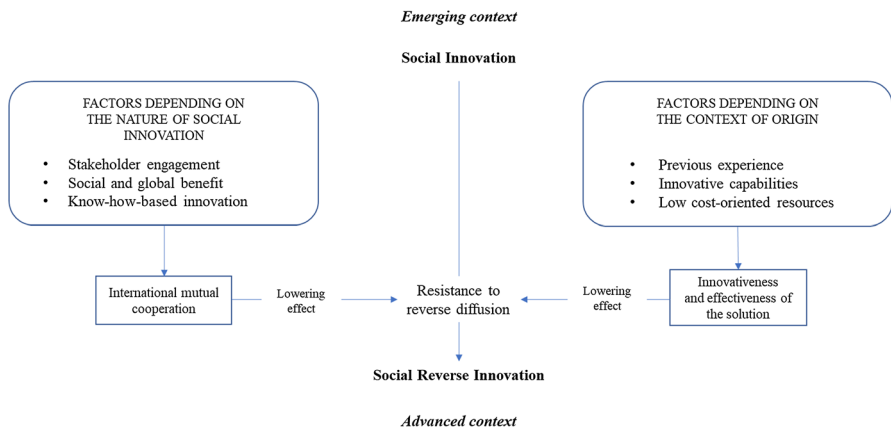 Emerging context
Social Innovation
FACTORS DEPENDING ON
THE NATURE OF SOCIAL
INNOVATION
• Stakeholder engagement
• Social and global benefit
• Know-how-based innovation
FACTORS DEPENDING ON
THE CONTEXT OF ORIGIN
• Previous experience
• Innovative capabilities
• Low cost-oriented resources
International mutual
cooperation
Lowering
effect
Resistance to
reverse diffusion
Lowering
effect
Innovativeness
and effectiveness of
the solution
Social Reverse Innovation
Advanced context